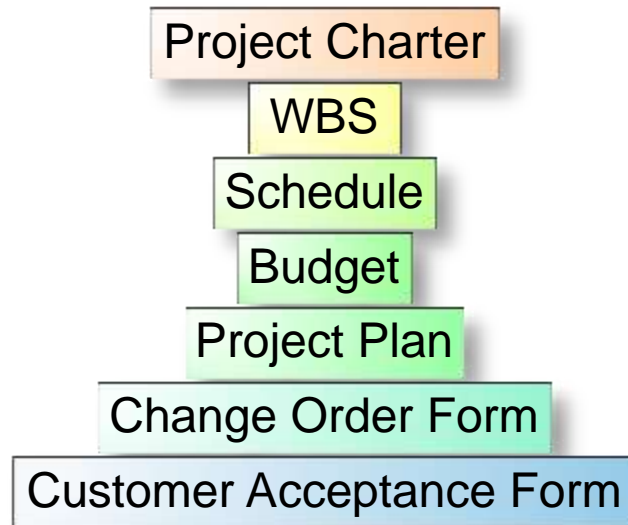 Project Charter
WBS
Schedule
Budget
Project Plan
Change Order Form
Customer Acceptance Form